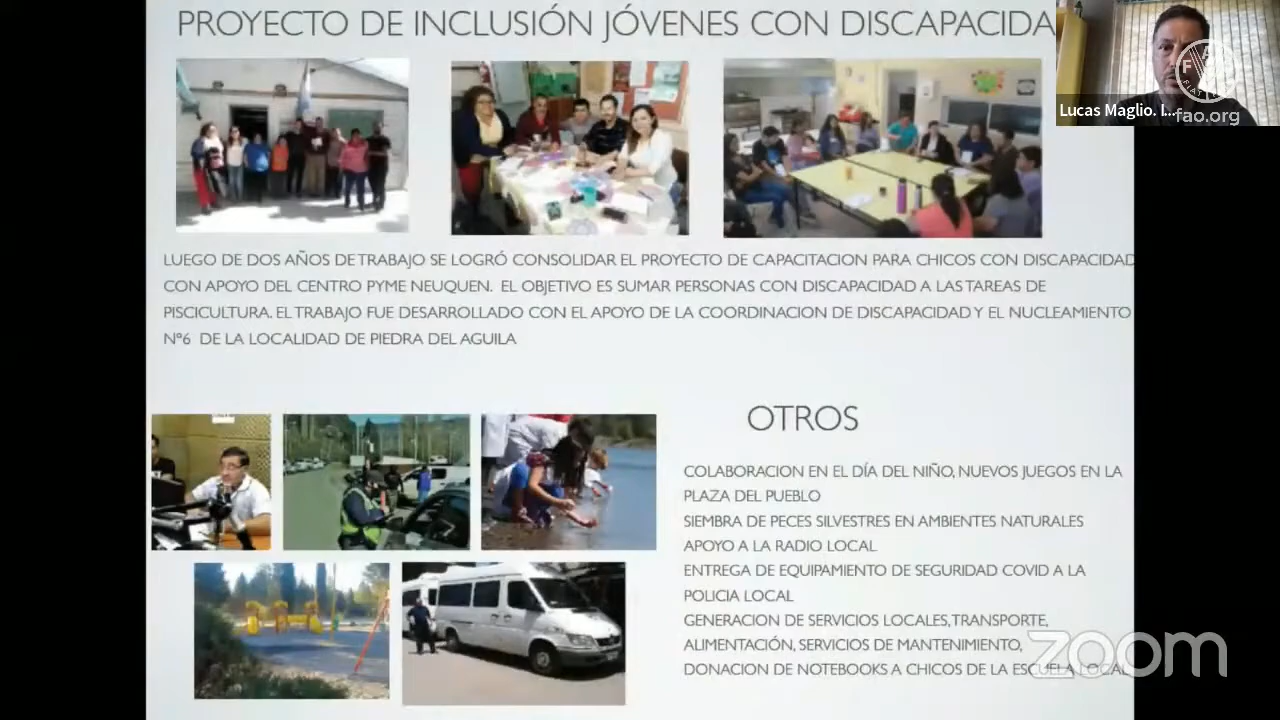 PROYECTO DE INCLUSIÓN JÓVENES CON DISCAPACIDA
Lucas Maglio. I...
fao.org
LUEGO DE DOS AÑOS DE TRABAJO SE LOGRÓ CONSOLIDAR EL PROYECTO DE CAPACITACION PARA CHICOS CON DISCAPACIDAD
CON APOYO DEL CENTRO PYME NEUQUEN. EL OBJETIVO ES SUMAR PERSONAS CON DISCAPACIDAD A LAS TAREAS DE
PISCICULTURA. EL TRABAJO FUE DESARROLLADO CON EL APOYO DE LA COORDINACION DE DISCAPACIDAD Y EL NUCLEAMIENTO
Nº6 DE LA LOCALIDAD DE PIEDRA DEL AGUILA
OTROS
COLABORACION EN EL DÍA DEL NIÑO, NUEVOS JUEGOS EN LA
PLAZA DEL PUEBLO
SIEMBRA DE PECES SILVESTRES EN AMBIENTES NATURALES
APOYO A LA RADIO LOCAL
ENTREGA DE EQUIPAMIENTO DE SEGURIDAD COVID A LA
POLICIA LOCAL
GENERACION DE SERVICIOS LOCALES, TRANSPORTE,
ALIMENTACIÓN, SERVICIOS DE MANTENIMIENTO,
DONACION DE NOTEBOOKS A CHICOS DE LA ESCUELA LOCAL
zoom